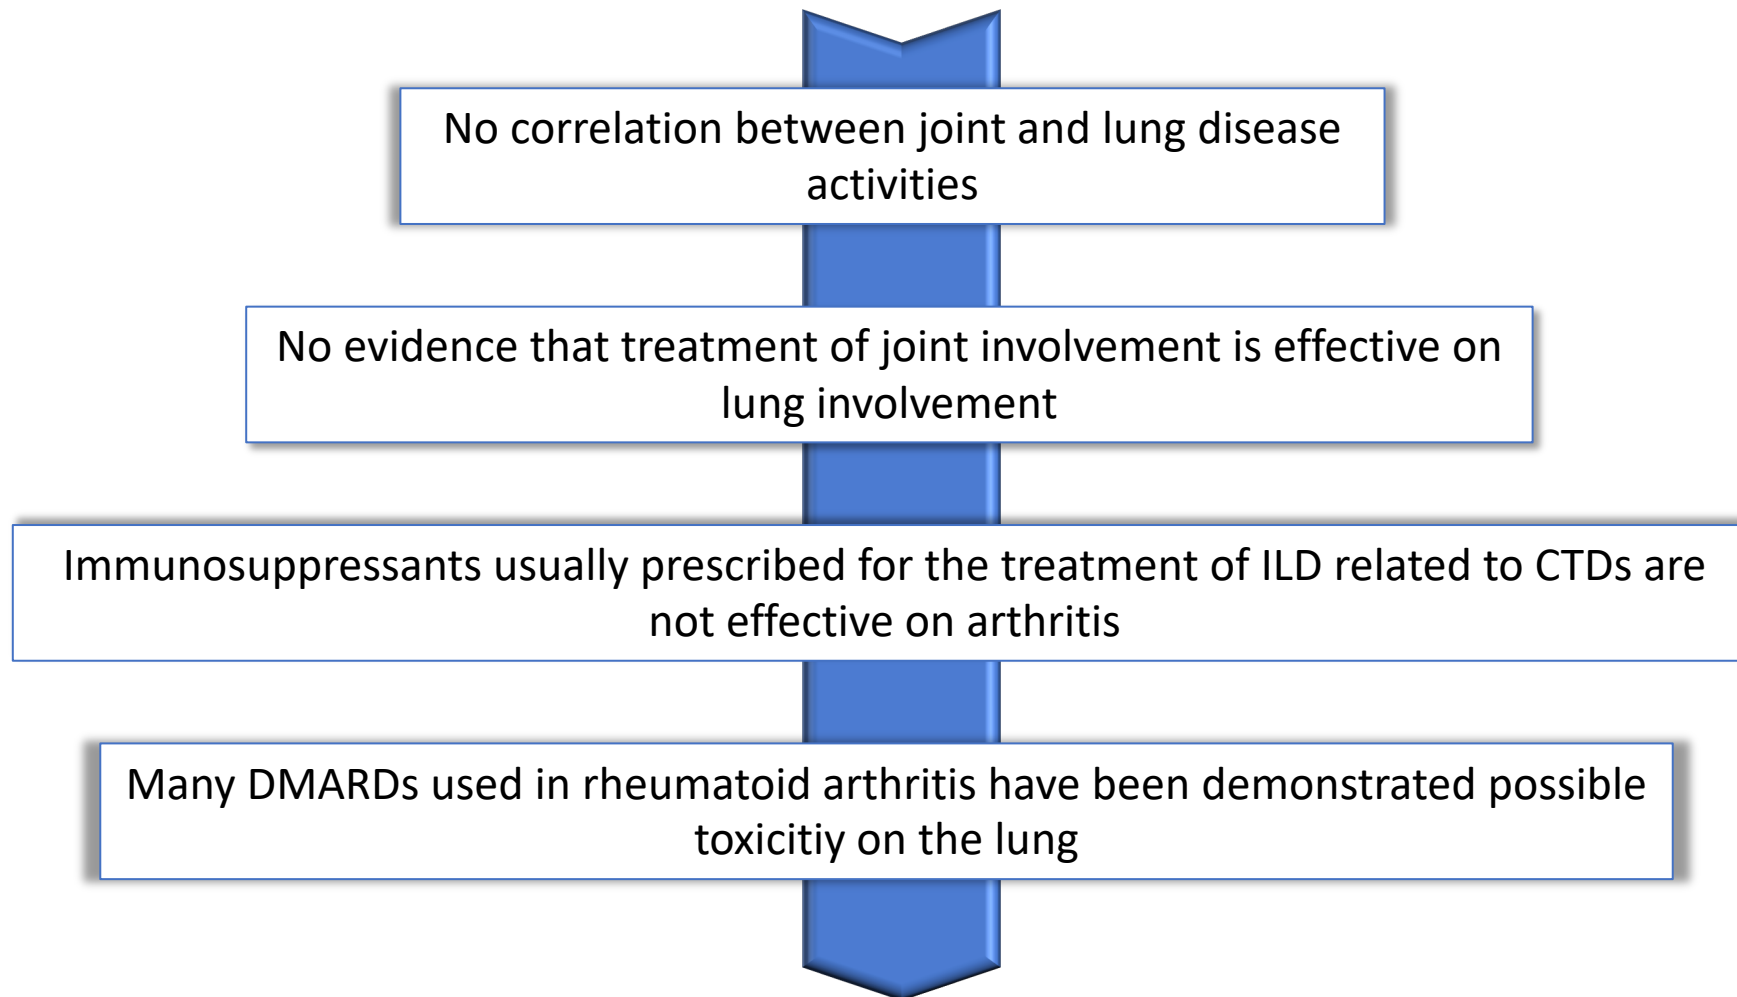 No correlation between joint and lung disease
activities
No evidence that treatment of joint involvement is effective on
lung involvement
Immunosuppressants usually prescribed for the treatment of ILD related to CTDs are
not effective on arthritis
Many DMARDs used in rheumatoid arthritis have been demonstrated possible
toxicitiy on the lung